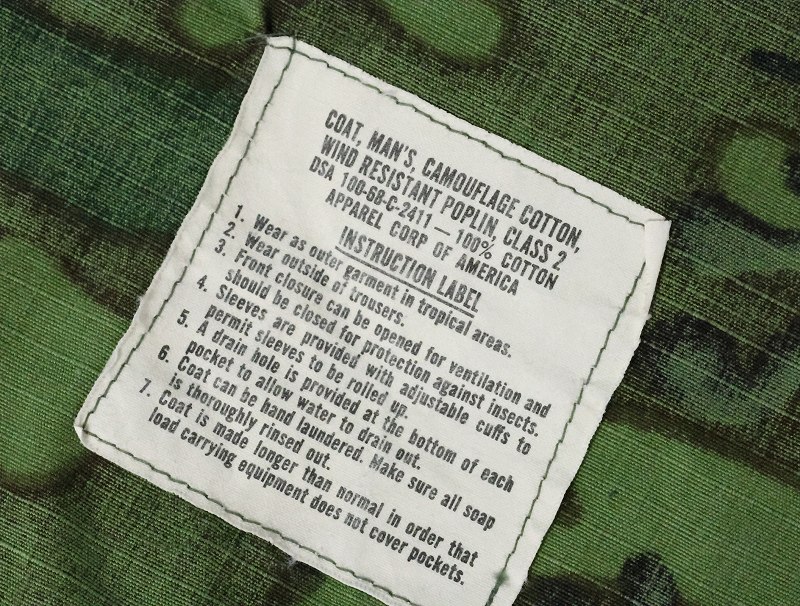 COAT, MAN'S, CAMOUFLAGE COTTON,
WIND RESISTANT POPLIN, CLASS 2
DSA 100-68-C-2411 — 100% COTTON
APPAREL CORP OF AMERICA
INSTRUCTION LABEL
1. Wear as outer garment in tropical areas.
2. Wear outside of trousers.
3. Front closure can be opened for ventilation and
should be closed for protection against insects.
4. Sleeves are provided with adjustable cuffs to
permit sleeves to be rolled up.
5. A drain hole is provided at the bottom of each
pocket to allow water to drain out.
6. Coat can be hand laundered. Make sure all soap
is thoroughly rinsed out.
7. Coat is made longer than normal in order that
load carrying equipment does not cover pockets.